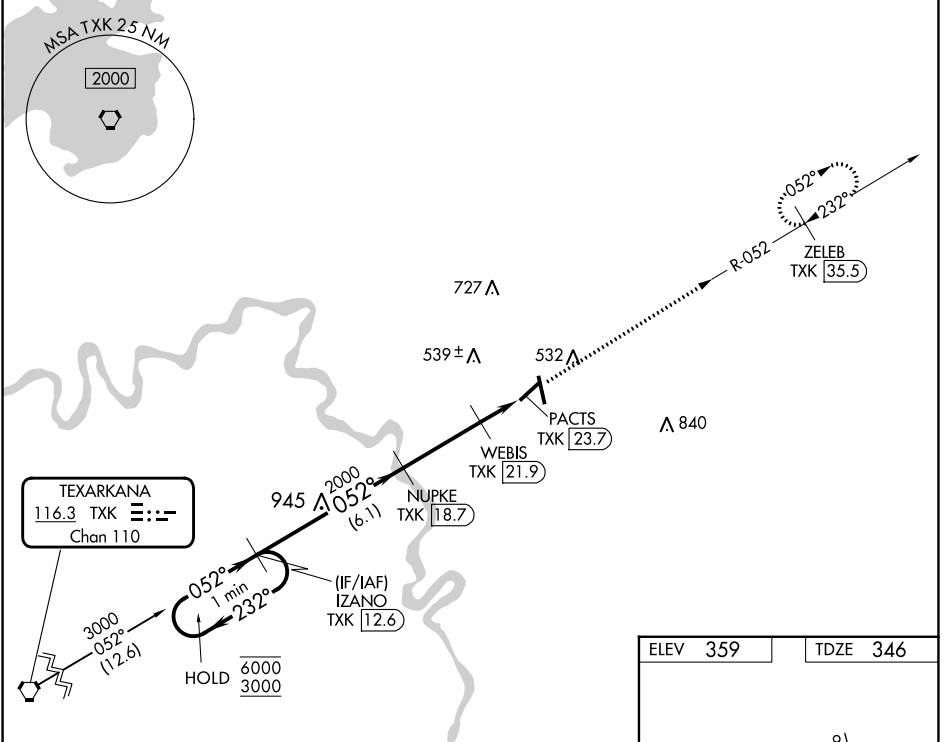 MSA TXK 25 NM
2000
052°
232°
R-052
ZELEB
TXK 35.5
727
539±
532
PACTS
TXK 23.7
840
WEBIS
TXK 21.9
TEXARKANA
116.3 TXK
Chan 110
945
2000
052°
(6.1)
NUPKE
TXK 18.7
052°
1 min
232°
(IF/IAF)
IZANO
TXK 12.6
3000
052°
(12.6)
HOLD
6000
3000
ELEV 359
TDZE 346